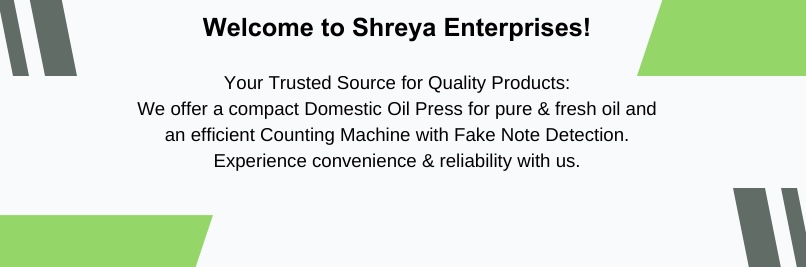 Welcome to Shreya Enterprises!
Your Trusted Source for Quality Products:
We offer a compact Domestic Oil Press for pure & fresh oil and
an efficient Counting Machine with Fake Note Detection.
Experience convenience & reliability with us.